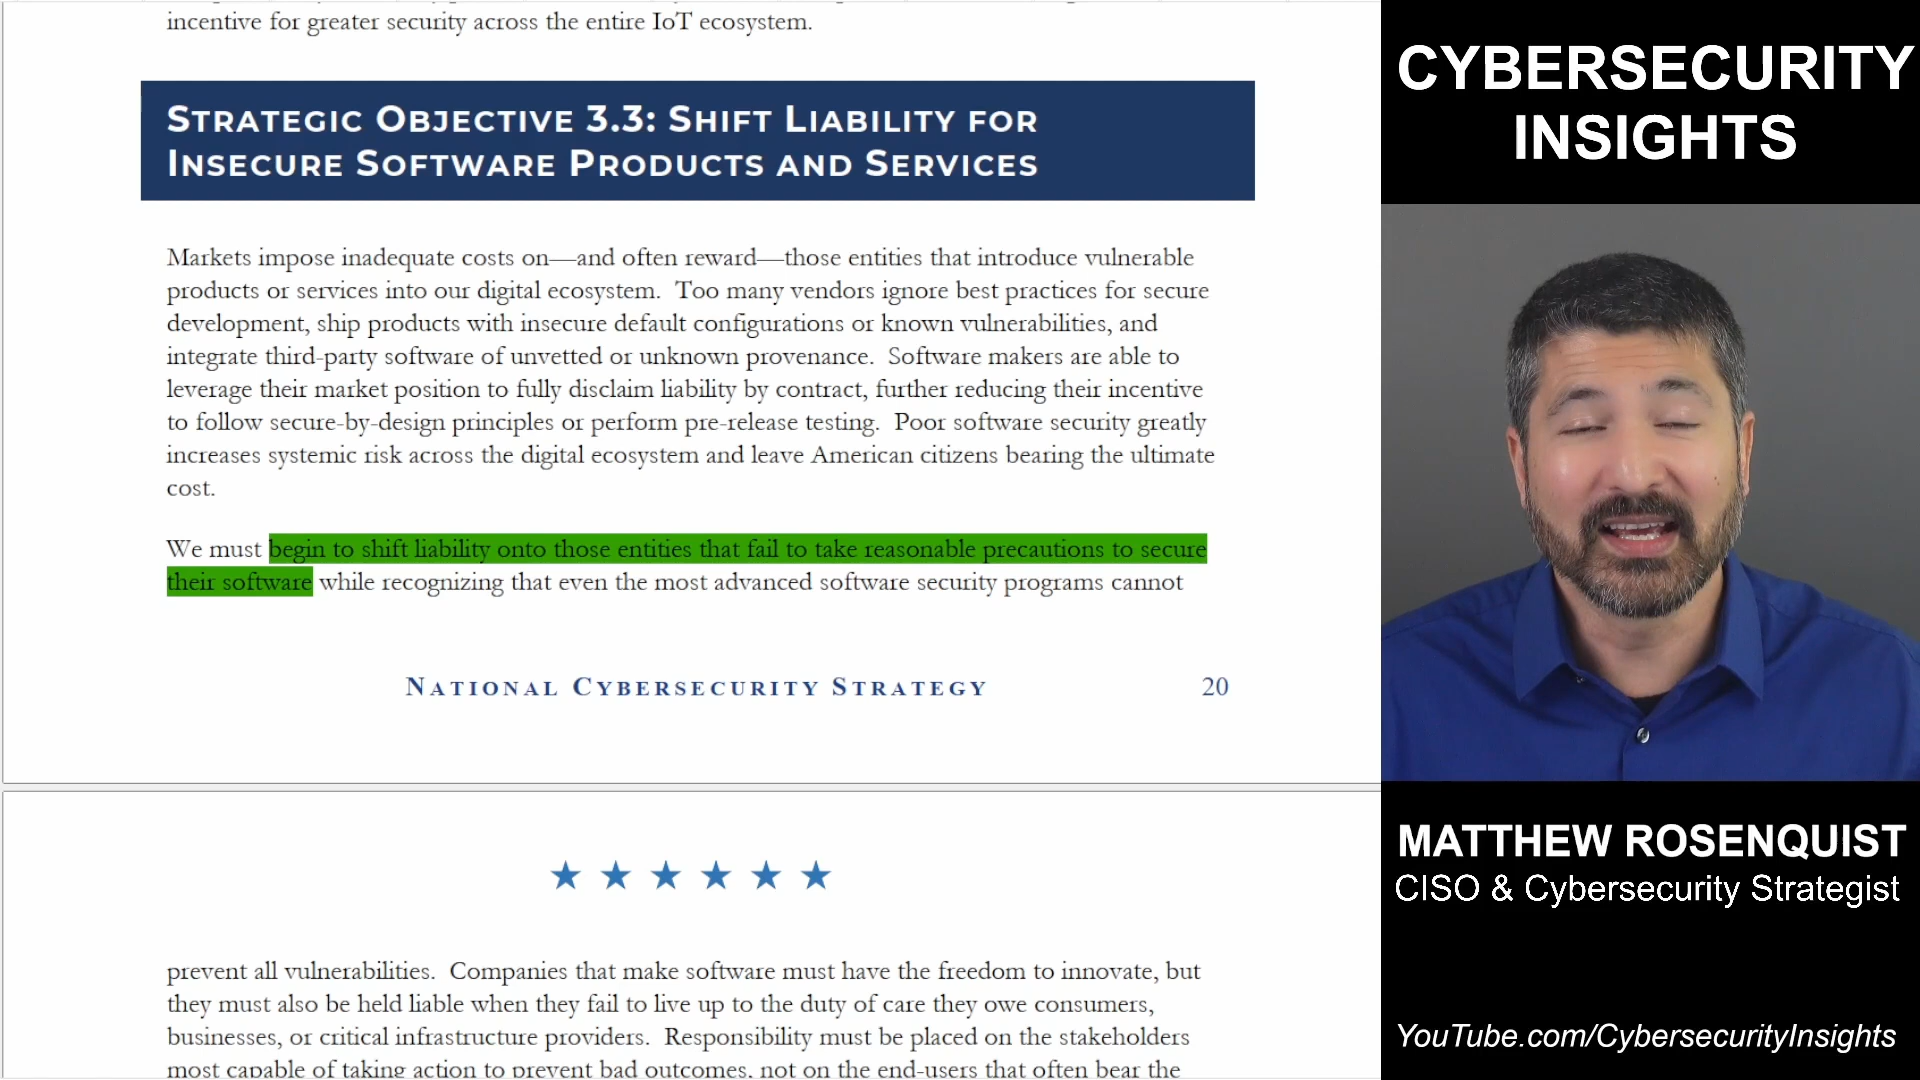 incentive for greater security across the entire IoT ecosystem.
STRATEGIC OBJECTIVE 3.3: SHIFT LIABILITY FOR
INSECURE SOFTWARE PRODUCTS AND SERVICES
Markets impose inadequate costs on—and often reward—those entities that introduce vulnerable
products or services into our digital ecosystem.  Too many vendors ignore best practices for secure
development, ship products with insecure default configurations or known vulnerabilities, and
integrate third-party software of unvetted or unknown provenance.  Software makers are able to
leverage their market position to fully disclaim liability by contract, further reducing their incentive
to follow secure-by-design principles or perform pre-release testing.  Poor software security greatly
increases systemic risk across the digital ecosystem and leave American citizens bearing the ultimate
cost.
We must begin to shift liability onto those entities that fail to take reasonable precautions to secure
their software while recognizing that even the most advanced software security programs cannot
NATIONAL CYBERSECURITY STRATEGY 20
prevent all vulnerabilities.  Companies that make software must have the freedom to innovate, but
they must also be held liable when they fail to live up to the duty of care they owe consumers,
businesses, or critical infrastructure providers.  Responsibility must be placed on the stakeholders
most capable of taking action to prevent bad outcomes, not on the end-users that often bear the
CYBERSECURITY
INSIGHTS
MATTHEW ROSENQUIST
CISO & Cybersecurity Strategist
YouTube.com/CybersecurityInsights